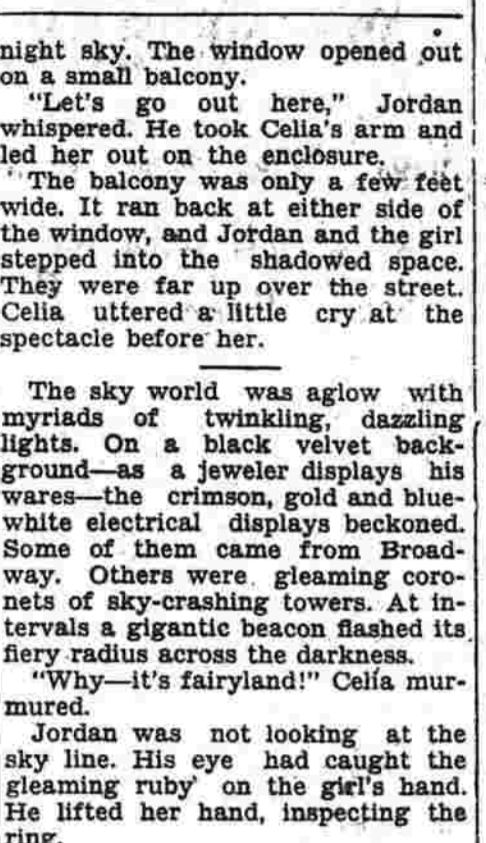 night sky. The window opened out
on a small balcony.
"Let's go out here," Jordan
whispered. He took Celia's arm and
led her out on the enclosure.
The balcony was only a few feet
wide. It ran back at either side of
the window, and Jordan and the girl
stepped into the shadowed space.
They were far up over the street.
Celia uttered a little cry at the
spectacle before her.
The sky world was aglow with
myriads of twinkling, dazzling
lights. On a black velvet back-
ground—as a jeweler displays his
wares—the crimson, gold and blue-
white electrical displays beckoned.
Some of them came from Broad-
way. Others were gleaming coro-
nets of sky-crashing towers. At in-
tervals a gigantic beacon flashed its
fiery radius across the darkness.
"Why—it's fairyland!" Celia mur-
mured.
Jordan was not looking at the
sky line. His eye had caught the
gleaming ruby on the girl's hand.
He lifted her hand, inspecting the
ring.